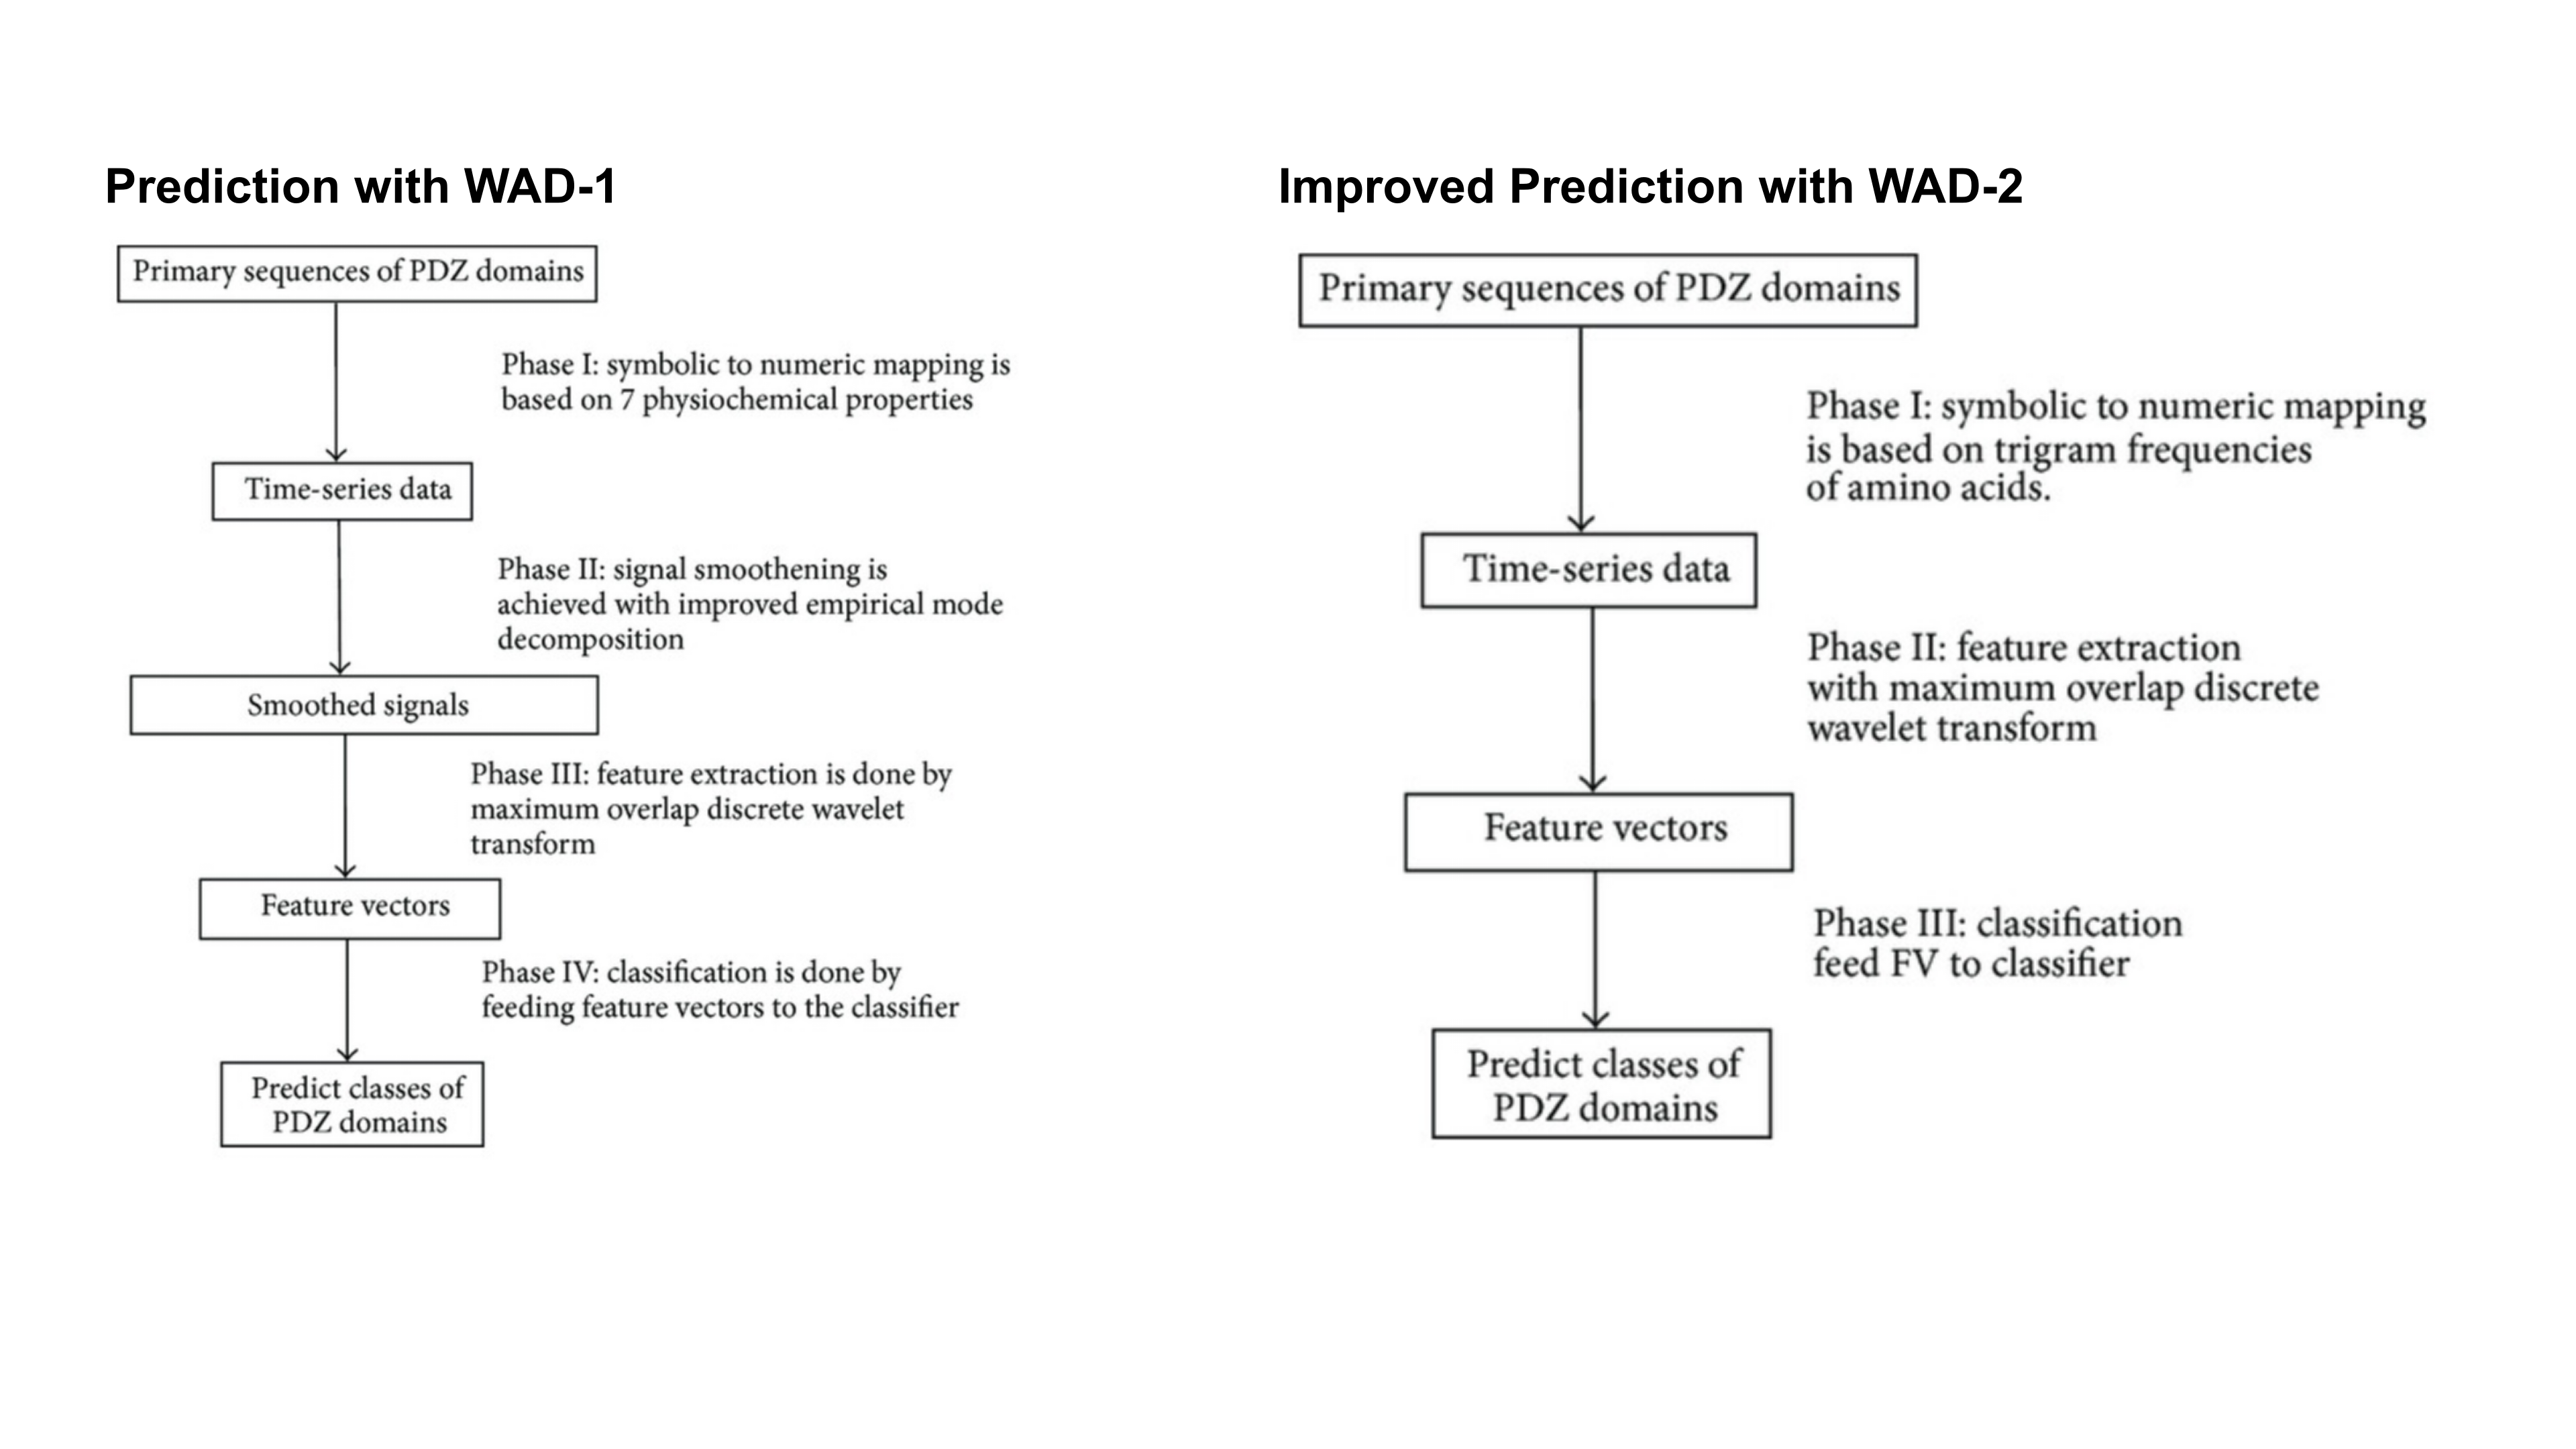 Prediction with WAD-1
Primary sequences of PDZ domains
Phase I: symbolic to numeric mapping is
based on 7 physiochemical properties
Time-series data
Phase II: signal smoothening is
achieved with improved empirical mode
decomposition
Smoothed signals
Phase III: feature extraction is done by
maximum overlap discrete wavelet
transform
Feature vectors
Phase IV: classification is done by
feeding feature vectors to the classifier
Predict classes of
PDZ domains
Improved Prediction with WAD-2
Primary sequences of PDZ domains
Phase I: symbolic to numeric mapping
is based on trigram frequencies
of amino acids.
Time-series data
Phase II: feature extraction
with maximum overlap discrete
wavelet transform
Feature vectors
Phase III: classification
feed FV to classifier
Predict classes of
PDZ domains